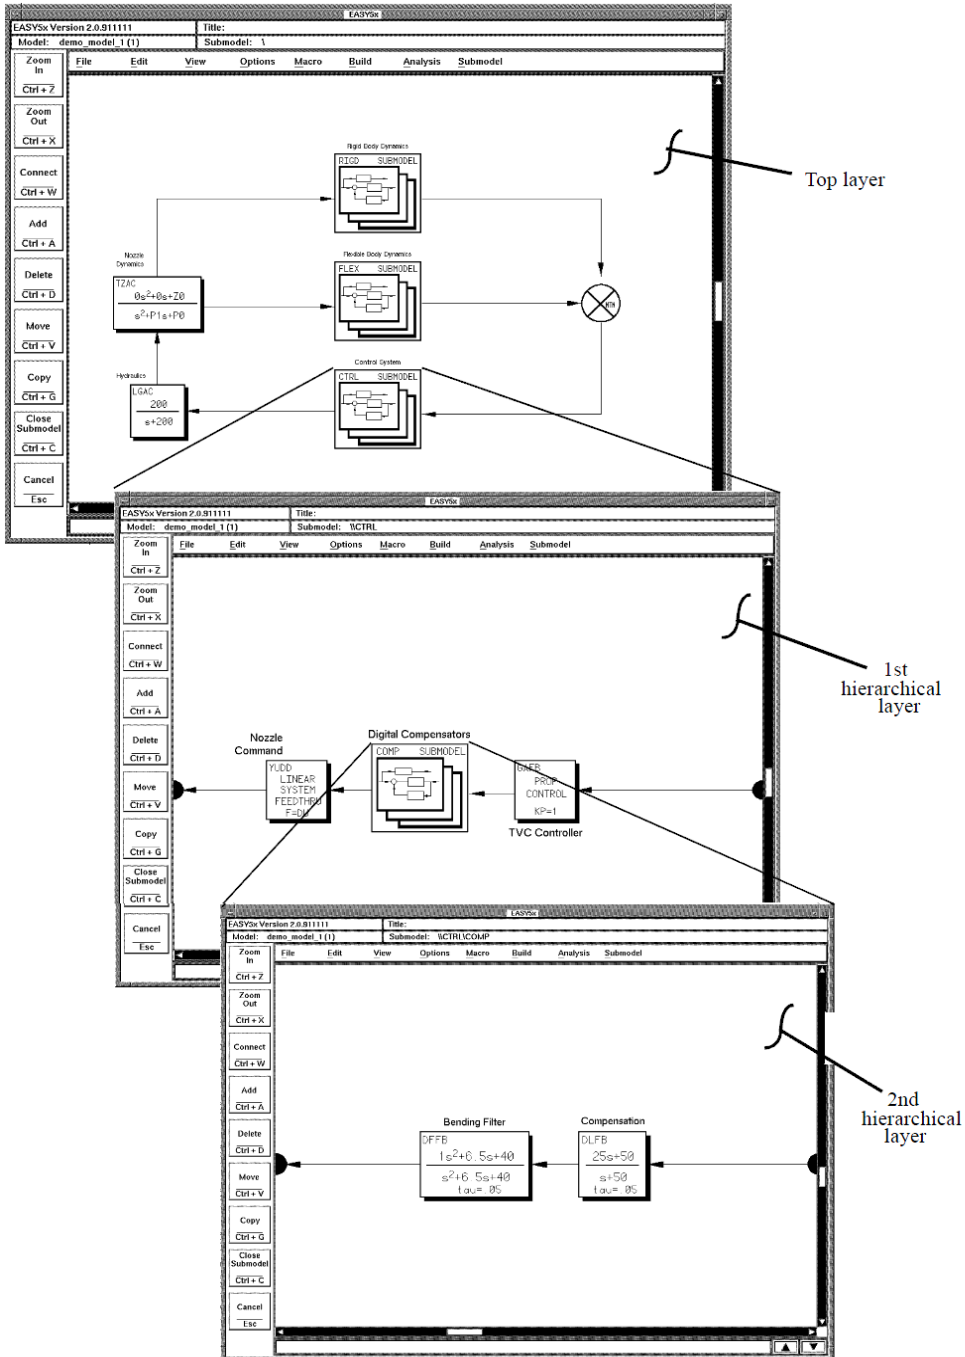 EASY5x
EASY5x Version 2.0.911111
Title:
Model: demo_model_1 (1)
Submodel: \
File Edit View Options Macro Build Analysis Submodel
Zoom
In
Ctrl + Z
Zoom
Out
Ctrl + X
Connect
Ctrl + W
Add
Ctrl + A
Delete
Ctrl + D
Move
Ctrl + V
Copy
Ctrl + G
Close
Submodel
Ctrl + C
Cancel
Esc
Rigid Body Dynamics
RIGD SUBMODEL
Top layer
Nozzle
Dynamics
TZAC
0s²+0s+Z0
s²+P1s+P0
Flexible Body Dynamics
FLEX SUBMODEL
Control System
CTRL SUBMODEL
Hydraulics
LGAC
200
s+200
EASY5x
EASY5x Version 2.0.911111
Title:
Model: demo_model_1 (1)
Submodel: \\CTRL
File Edit View Options Macro Build Analysis Submodel
Zoom
In
Ctrl + Z
Zoom
Out
Ctrl + X
Connect
Ctrl + W
Add
Ctrl + A
Delete
Ctrl + D
Move
Ctrl + V
Copy
Ctrl + G
Close
Submodel
Ctrl + C
Cancel
Esc
1st
hierarchical
layer
Nozzle
Command
YUDD
LINEAR
SYSTEM
FEEDTHRU
F=DU
Digital Compensators
COMP SUBMODEL
GAFB
PROP
CONTROL
KP=1
TVC Controller
EASY5x
EASY5x Version 2.0.911111
Title:
Model: demo_model_1 (1)
Submodel: \\CTRL\COMP
File Edit View Options Macro Build Analysis Submodel
Zoom
In
Ctrl + Z
Zoom
Out
Ctrl + X
Connect
Ctrl + W
Add
Ctrl + A
Delete
Ctrl + D
Move
Ctrl + V
Copy
Ctrl + G
Close
Submodel
Ctrl + C
Cancel
Esc
2nd
hierarchical
layer
Bending Filter
DFFB
1s²+6.5s+40
s²+6.5s+40
tau=.05
Compensation
DLFB
25s+50
s+50
tau=.05